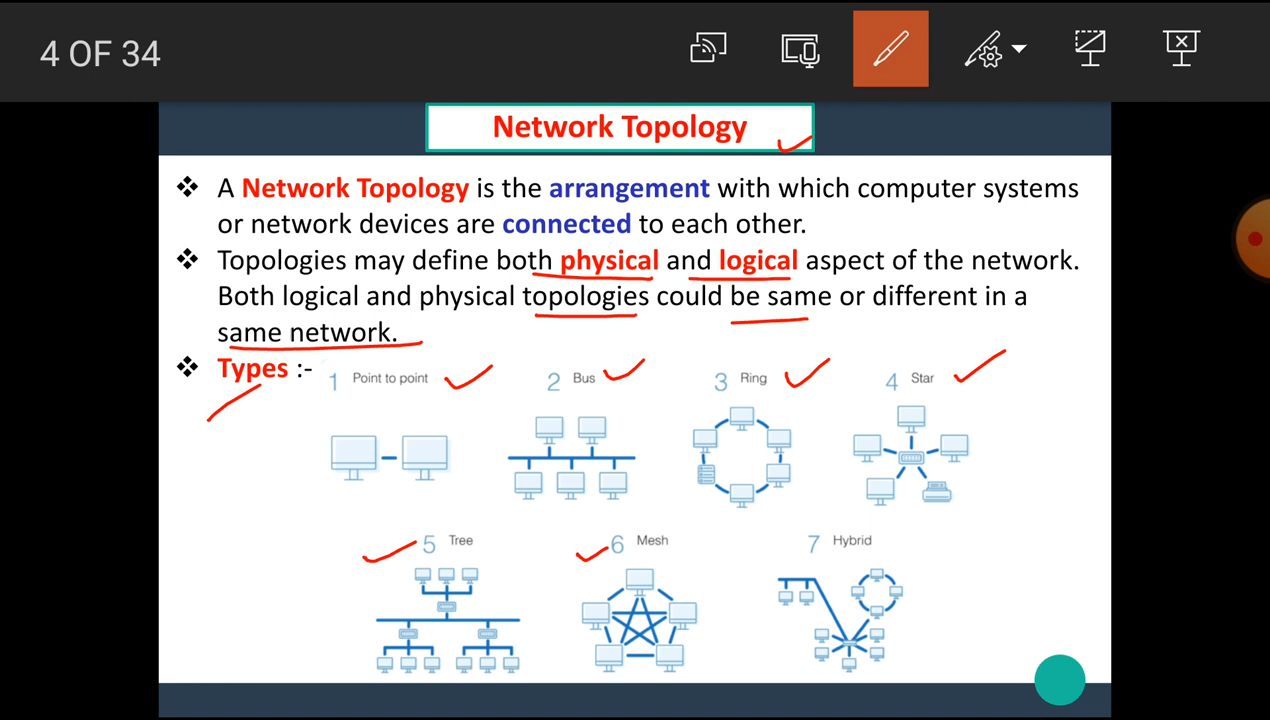 4 OF 34
Network Topology
❖ A Network Topology is the arrangement with which computer systems
or network devices are connected to each other.
❖ Topologies may define both physical and logical aspect of the network.
Both logical and physical topologies could be same or different in a
same network.
❖ Types :-
1 Point to point
2 Bus
3 Ring
4 Star
5 Tree
6 Mesh
7 Hybrid